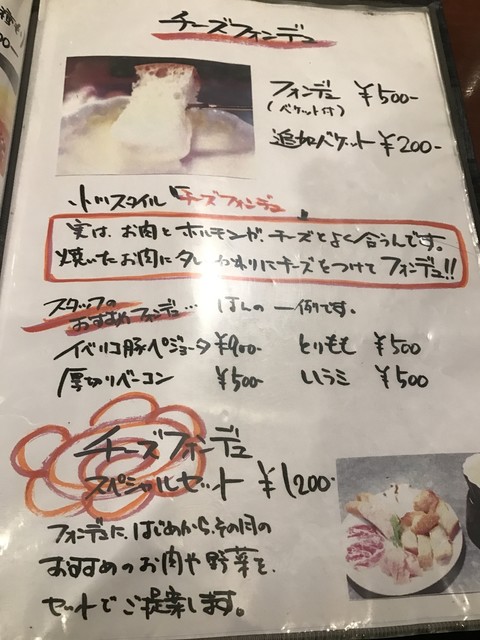 チーズフォンデュ
フォンデュ ¥500-
(バケット付)
追加バケット ¥200-
小川スタイル『チーズフォンデュ』
実は、お肉とホルモンが、チーズとよく合うんです。
焼いたお肉にタレかわりにチーズをつけてフォンデュ!!
スタッフの
おすすめフォンデュ… ほんの一例です。
イベリコ豚ベジョータ ¥900- とりもも ¥500
厚切りベーコン ¥500- ハラミ ¥500
チーズフォンデュ
スペシャルセット ¥1200-
フォンデュに、はじめから、その日の
おすすめのお肉や野菜を、
セットでご提案します。